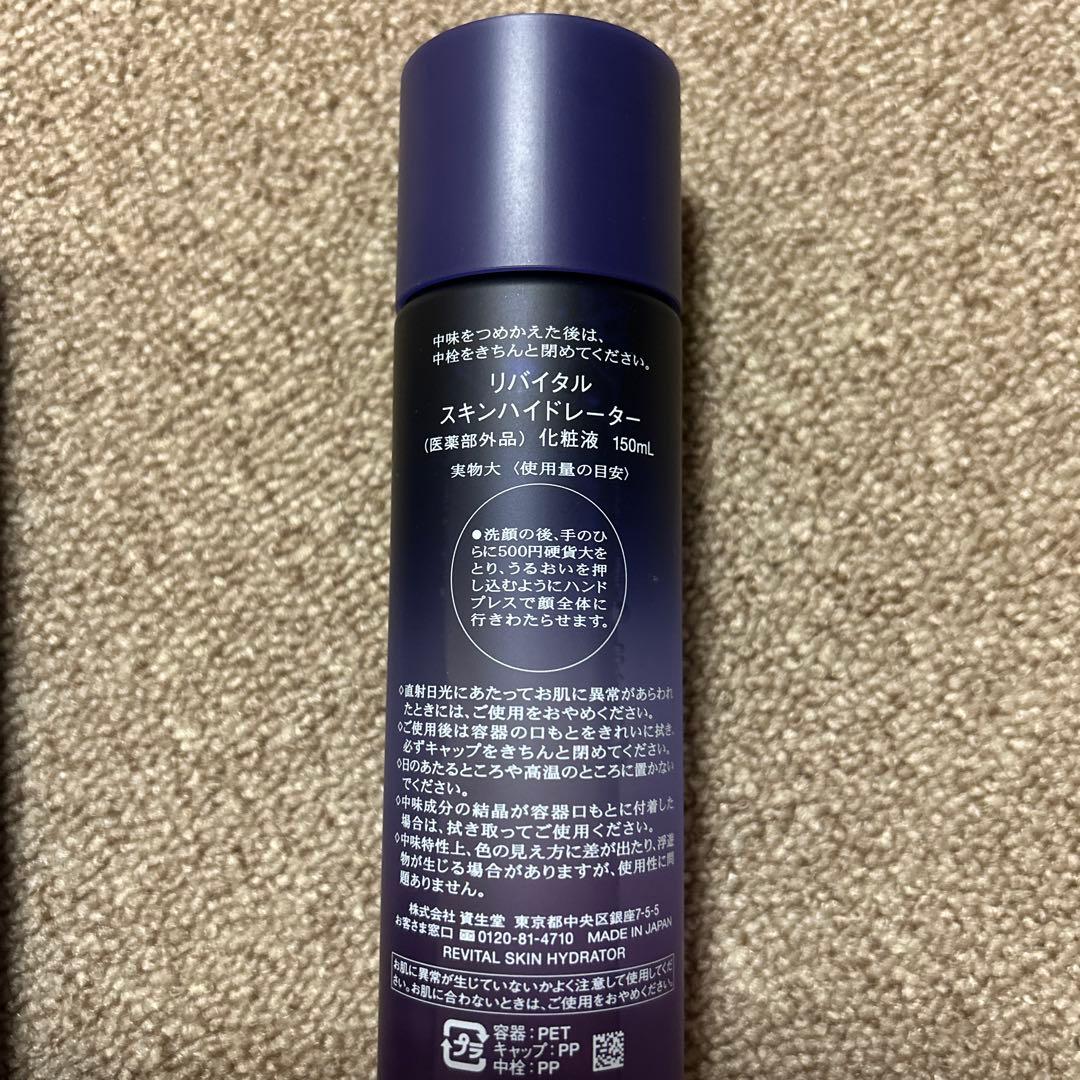 中味をつめかえた後は、
中栓をきちんと閉めてください。
リバイタル
スキンハイドレーター
(医薬部外品) 化粧液 150mL
実物大〈使用量の目安〉
●洗顔の後、手のひ
らに500円硬貨大を
とり、うるおいを押
し込むようにハンド
プレスで顔全体に
行きわたらせます。
◇直射日光にあたってお肌に異常があらわれ
たときには、ご使用をおやめください。
◇ご使用後は容器の口もとをきれいに拭き、
必ずキャップをきちんと閉めてください。
◇日のあたるところや高温のところに置かない
でください。
◇中味成分の結晶が容器口もとに付着した
場合は、拭き取ってご使用ください。
◇中味特性上、色の見え方に差が出たり、浮遊
物が生じる場合がありますが、使用性に問
題ありません。
株式会社 資生堂 東京都中央区銀座7-5-5
お客さま窓口 0120-81-4710 MADE IN JAPAN
REVITAL SKIN HYDRATOR
お肌に異常が生じていないかよく注意して使用してくだ
さい。お肌に合わないときは、ご使用をおやめください。
プラ
容器:PET
キャップ:PP
中栓:PP